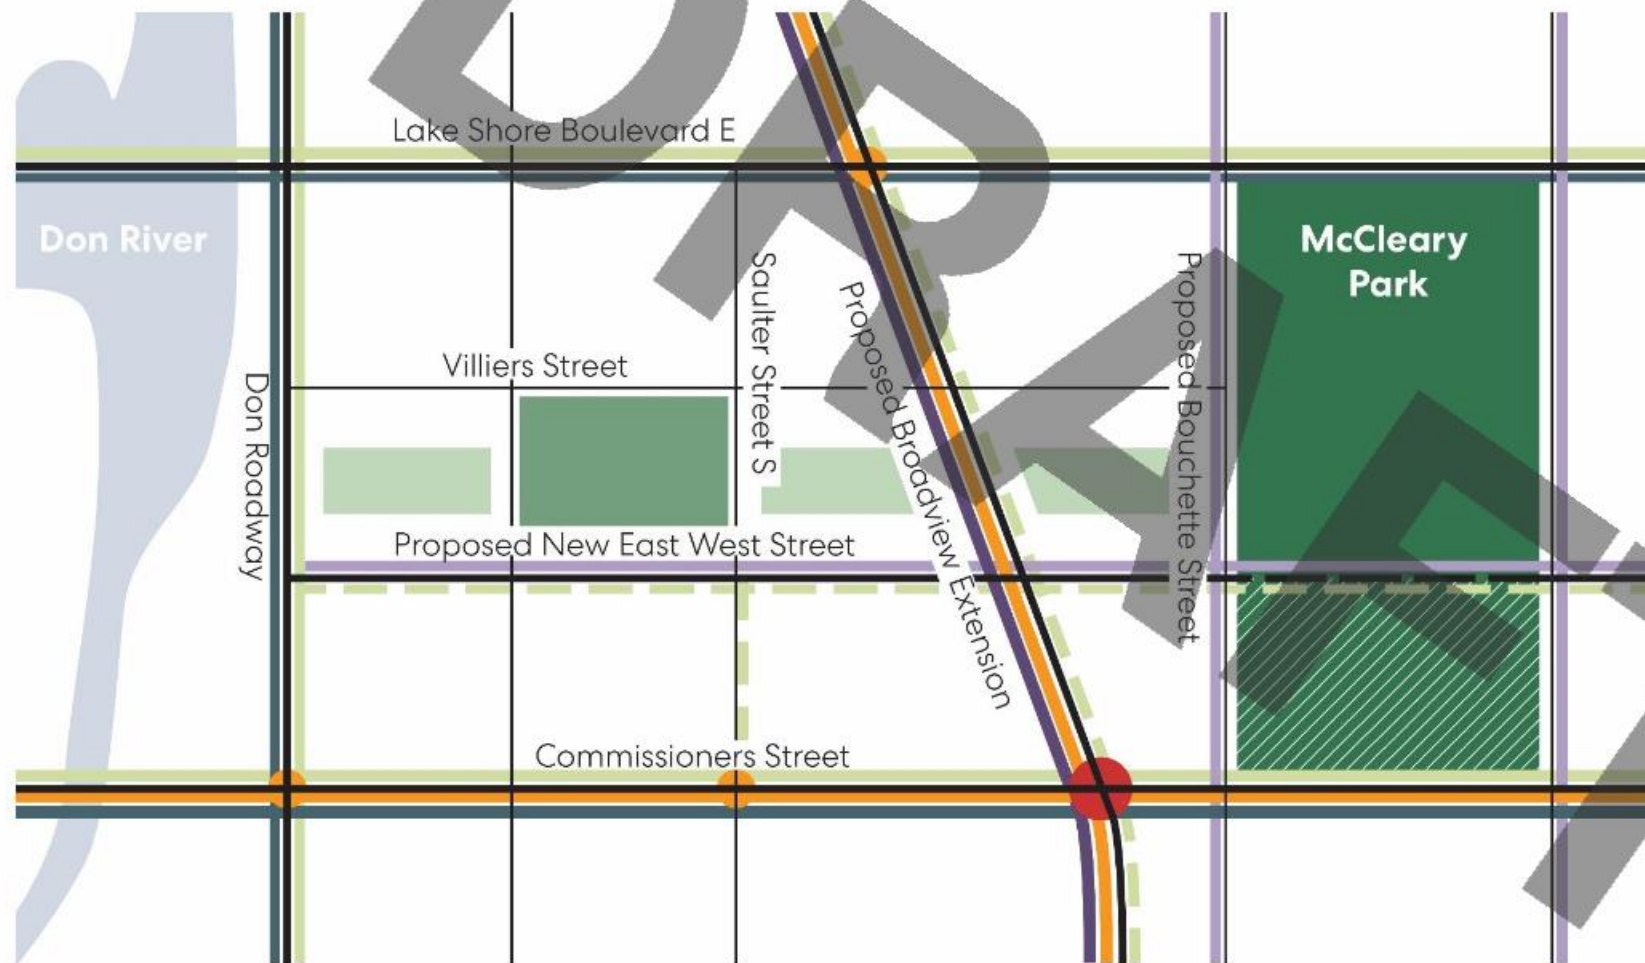 Lake Shore Boulevard E
Don River
McCleary
Park
Saulter Street S
Proposed Broadview Extension
Proposed Bouchette Street
Villiers Street
Don Roadway
Proposed New East West Street
Commissioners Street
DRAFT